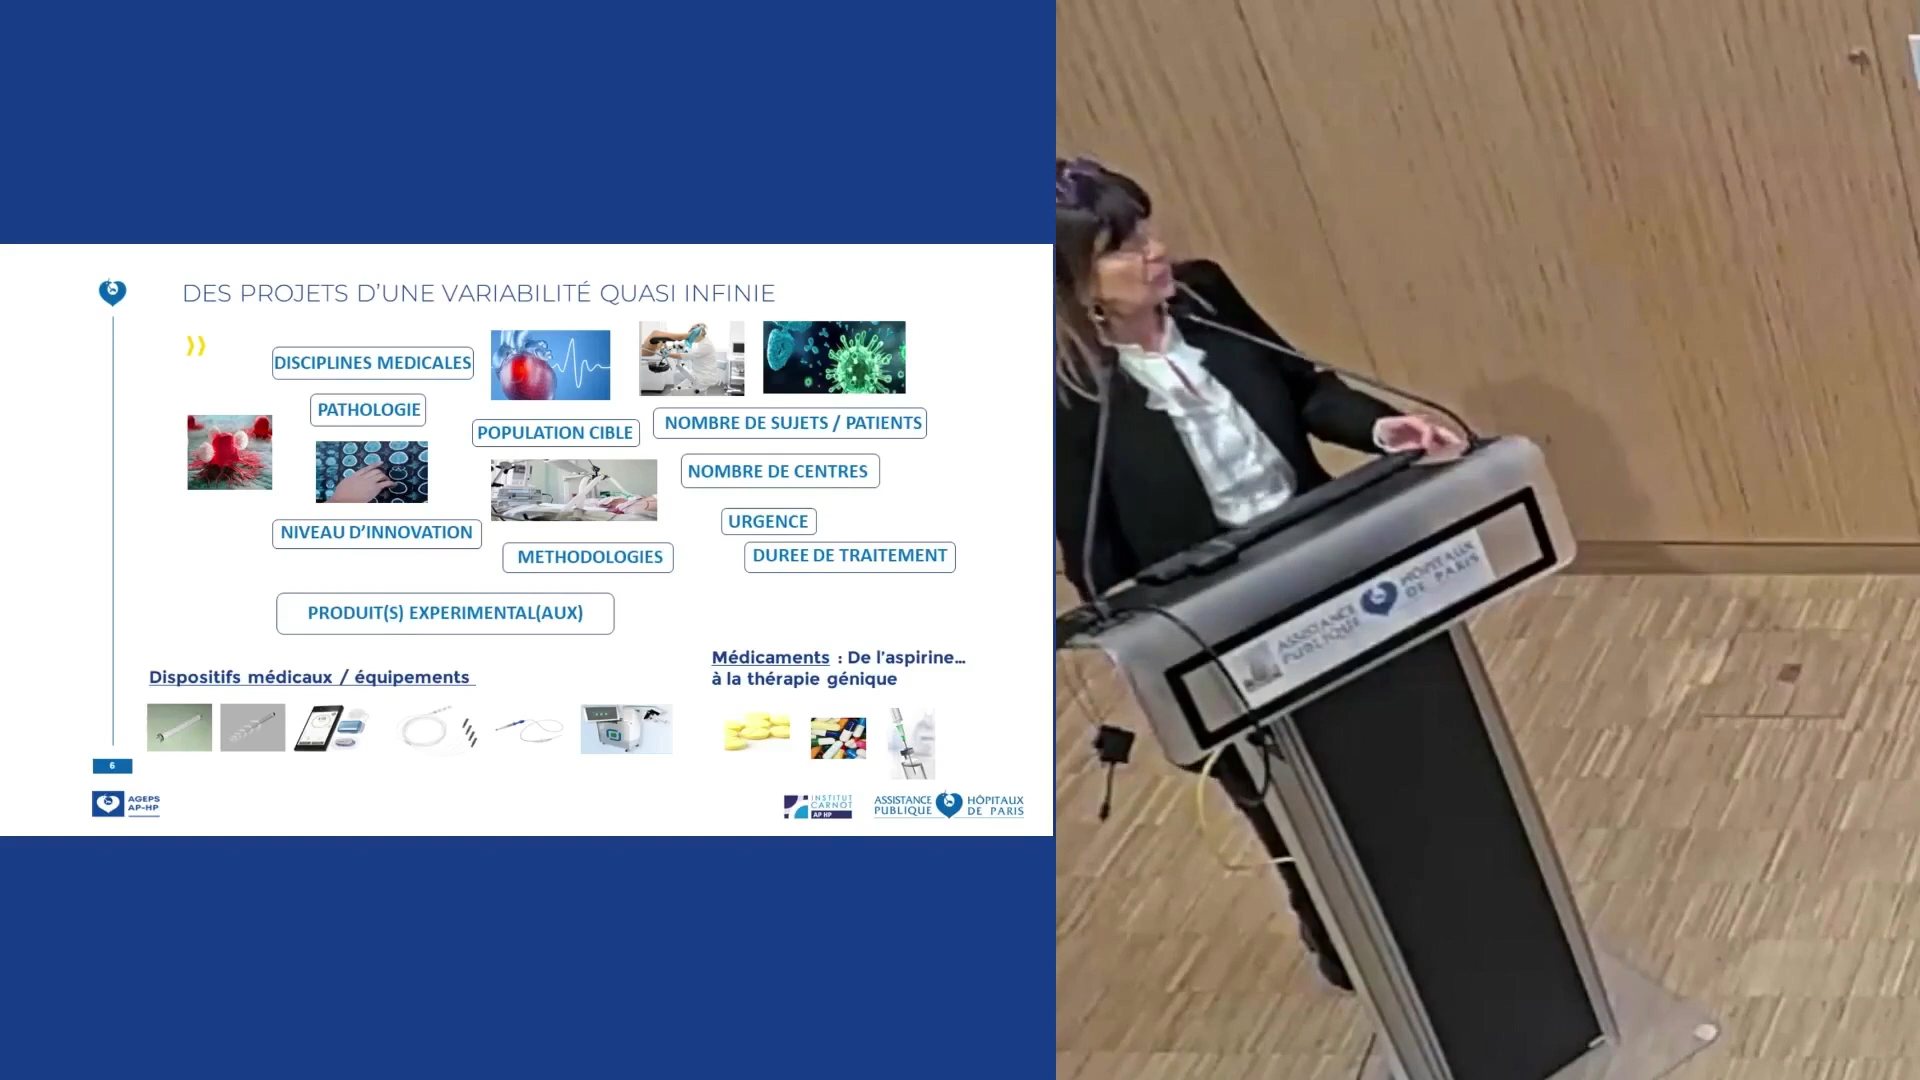 DES PROJETS D'UNE VARIABILITÉ QUASI INFINIE
DISCIPLINES MEDICALES
PATHOLOGIE
POPULATION CIBLE
NOMBRE DE SUJETS / PATIENTS
NOMBRE DE CENTRES
NIVEAU D'INNOVATION
URGENCE
METHODOLOGIES
DUREE DE TRAITEMENT
PRODUIT(S) EXPERIMENTAL(AUX)
Dispositifs médicaux / équipements
Médicaments : De l'aspirine...
à la thérapie génique
6
AGEPS
AP-HP
INSTITUT
CARNOT
AP HP
ASSISTANCE
PUBLIQUE
HÔPITAUX
DE PARIS
ASSISTANCE
PUBLIQUE
HÔPITAUX
DE PARIS